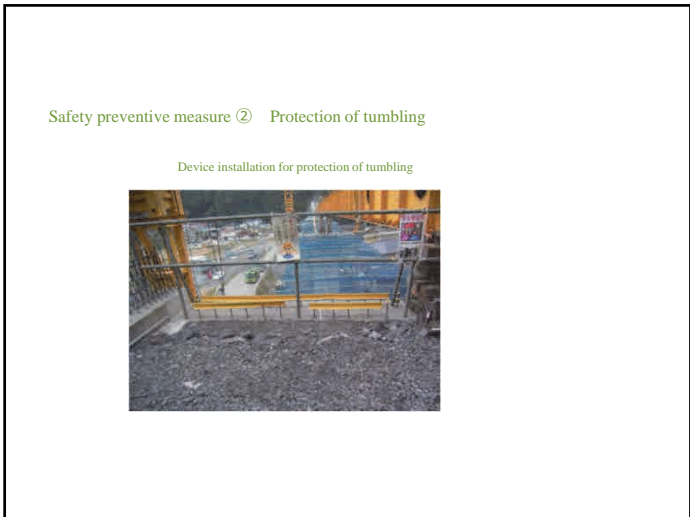 Safety preventive measure ② Protection of tumbling
Device installation for protection of tumbling